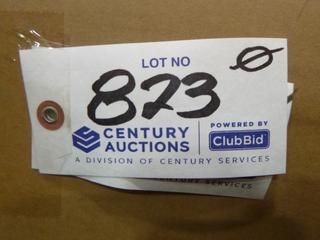 LOT NO
823 Ø
CENTURY AUCTIONS
POWERED BY
ClubBid
A DIVISION OF CENTURY SERVICES